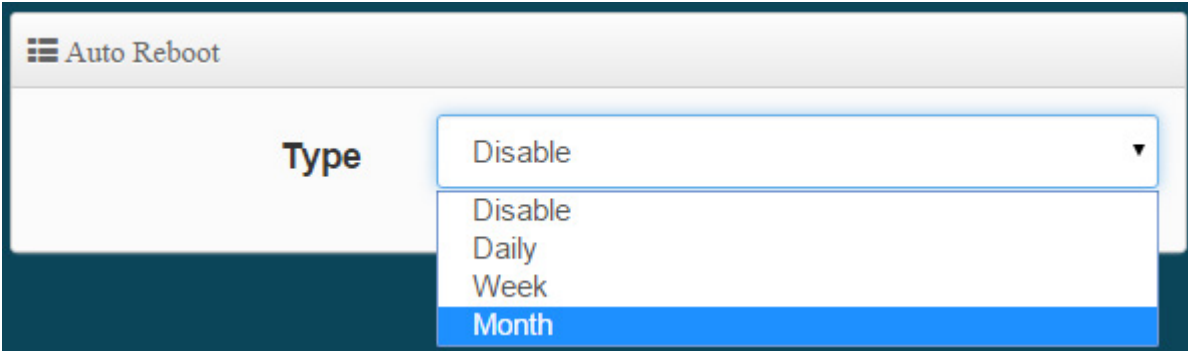 Auto Reboot
Type Disable
Disable
Daily
Week
Month